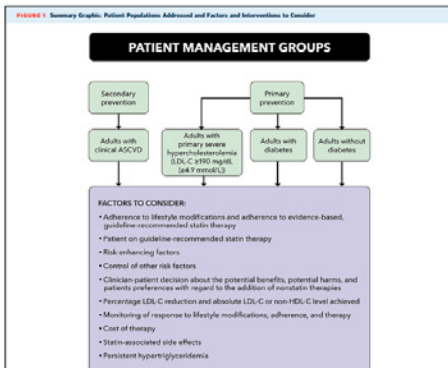 FIGURE 1 Summary Graphic: Patient Populations Addressed and Factors and Interventions to Consider
PATIENT MANAGEMENT GROUPS
Secondary
prevention
Primary
prevention
Adults with
clinical ASCVD
Adults with
primary severe
hypercholesterolemia
(LDL-C ≥190 mg/dL
[≥4.9 mmol/L])
Adults with
diabetes
Adults without
diabetes
FACTORS TO CONSIDER:
• Adherence to lifestyle modifications and adherence to evidence-based,
guideline-recommended statin therapy
• Patient on guideline-recommended statin therapy
• Risk-enhancing factors
• Control of other risk factors
• Clinician-patient decision about the potential benefits, potential harms, and
patients preferences with regard to the addition of nonstatin therapies
• Percentage LDL-C reduction and absolute LDL-C or non-HDL-C level achieved
• Monitoring of response to lifestyle modifications, adherence, and therapy
• Cost of therapy
• Statin-associated side effects
• Persistent hypertriglyceridemia